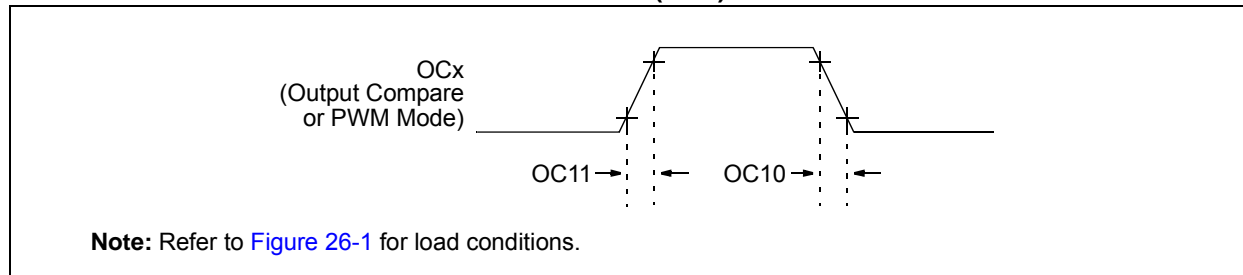 OCx
(Output Compare
or PWM Mode)
OC11
OC10
Note: Refer to Figure 26-1 for load conditions.